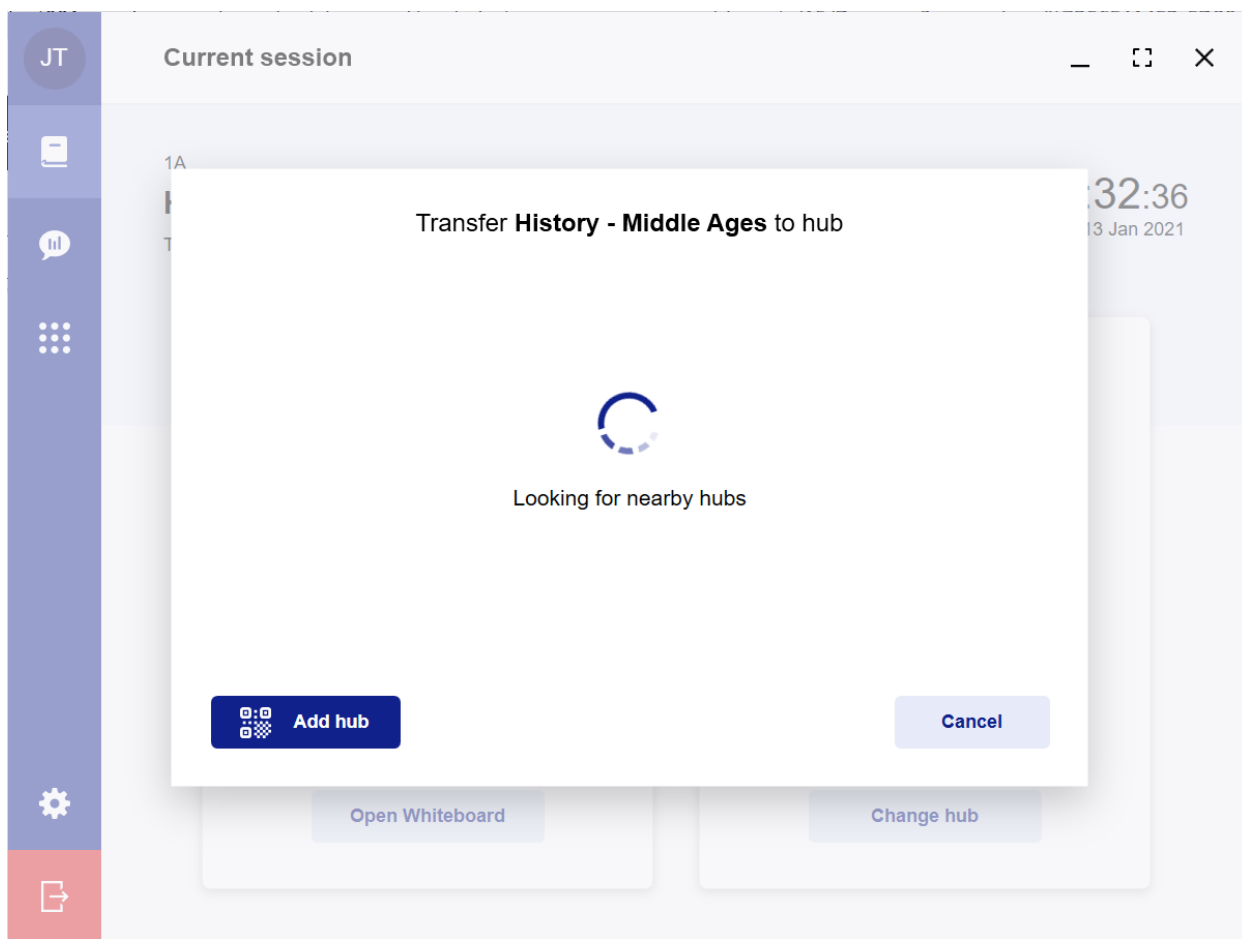 JT
Current session
1A
:32:36
13 Jan 2021
Transfer History - Middle Ages to hub
Looking for nearby hubs
Add hub
Cancel
Open Whiteboard
Change hub